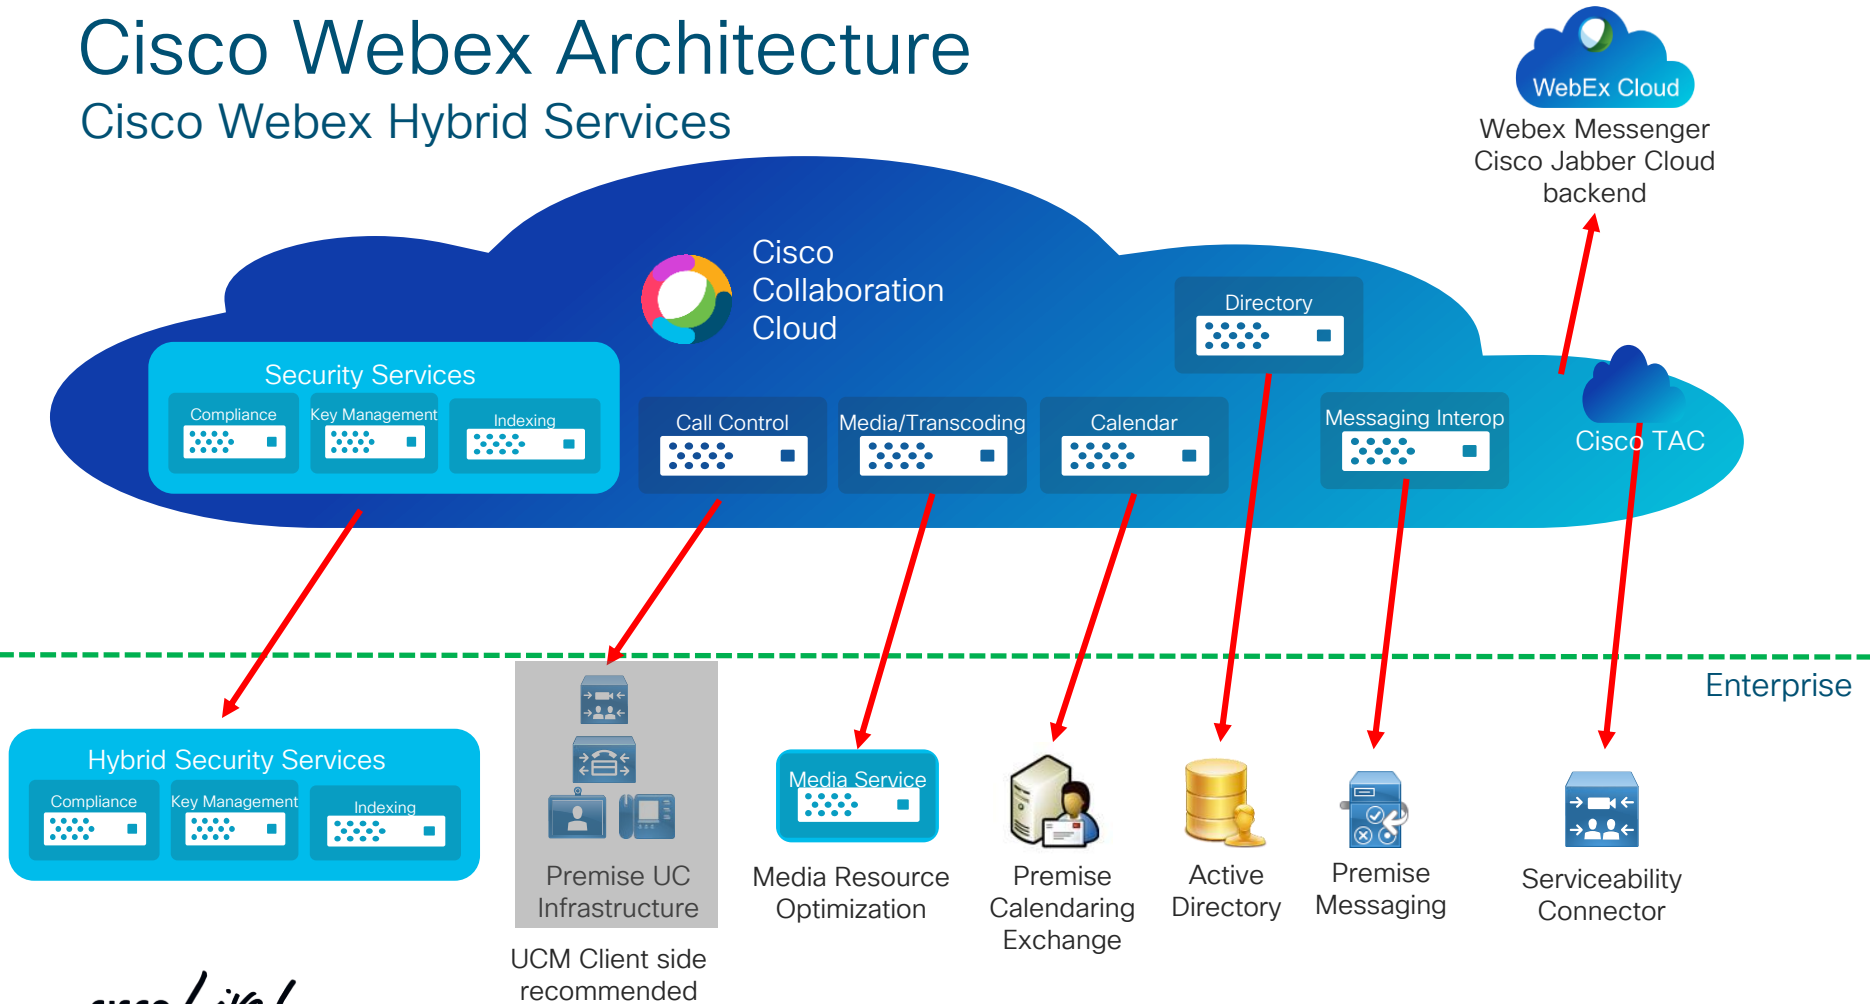 Cisco Webex Architecture
Cisco Webex Hybrid Services
WebEx Cloud
Webex Messenger
Cisco Jabber Cloud
backend
Cisco
Collaboration
Cloud
Directory
Security Services
Compliance
Key Management
Indexing
Call Control
Media/Transcoding
Calendar
Messaging Interop
Cisco TAC
Enterprise
Hybrid Security Services
Compliance
Key Management
Indexing
Premise UC
Infrastructure
UCM Client side
recommended
Media Service
Media Resource
Optimization
Premise
Calendaring
Exchange
Active
Directory
Premise
Messaging
Serviceability
Connector
cisco Live!